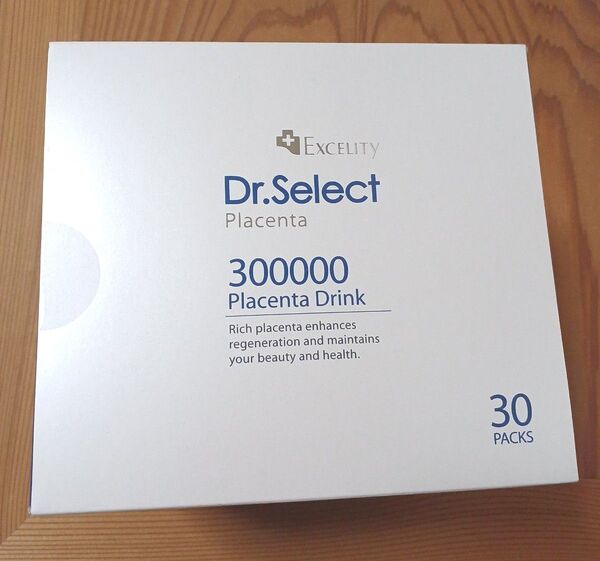 EXCELITY
Dr.Select
Placenta
300000
Placenta Drink
Rich placenta enhances
regeneration and maintains
your beauty and health.
30
PACKS